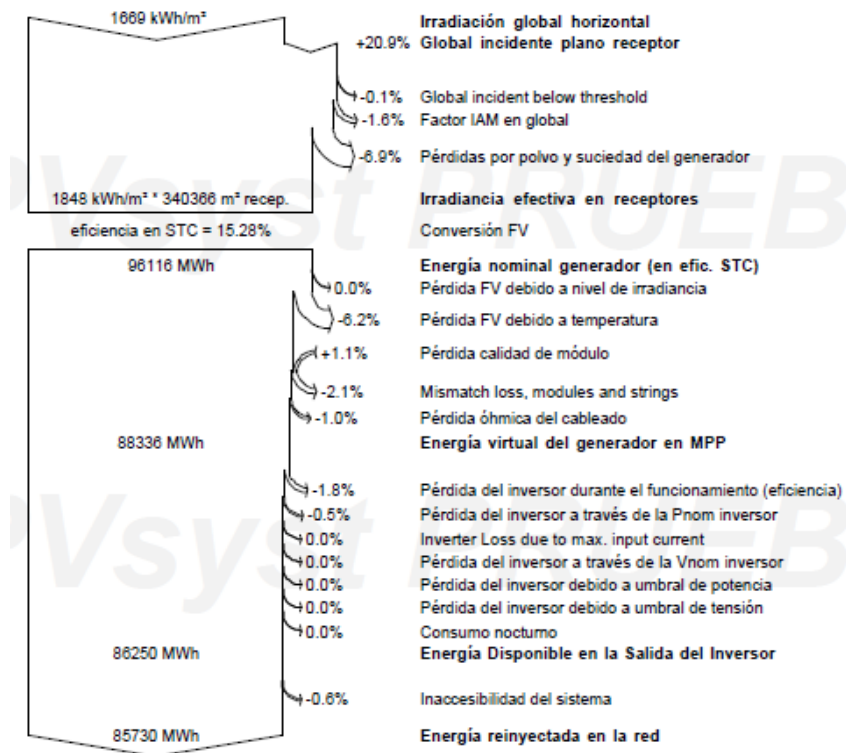 1669 kWh/m² Irradiación global horizontal
+20.9% Global incidente plano receptor
-0.1% Global incident below threshold
-1.6% Factor IAM en global
-6.9% Pérdidas por polvo y suciedad del generador
1848 kWh/m² * 340366 m² recep. Irradiancia efectiva en receptores
eficiencia en STC = 15.28% Conversión FV
PVsyst PRUEB
96116 MWh Energía nominal generador (en efic. STC)
0.0% Pérdida FV debido a nivel de irradiancia
-6.2% Pérdida FV debido a temperatura
+1.1% Pérdida calidad de módulo
-2.1% Mismatch loss, modules and strings
-1.0% Pérdida óhmica del cableado
88336 MWh Energía virtual del generador en MPP
-1.8% Pérdida del inversor durante el funcionamiento (eficiencia)
-0.5% Pérdida del inversor a través de la Pnom inversor
0.0% Inverter Loss due to max. input current
PVsyst PRUEB
0.0% Pérdida del inversor a través de la Vnom inversor
0.0% Pérdida del inversor debido a umbral de potencia
0.0% Pérdida del inversor debido a umbral de tensión
0.0% Consumo nocturno
86250 MWh Energía Disponible en la Salida del Inversor
-0.6% Inaccesibilidad del sistema
85730 MWh Energía reinyectada en la red